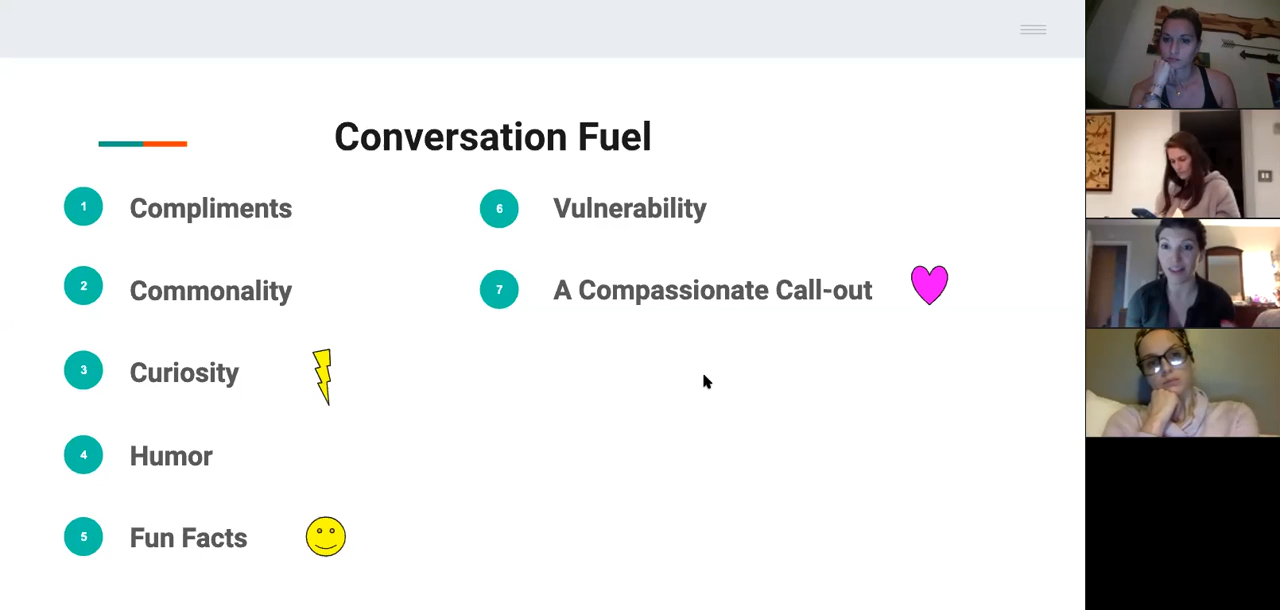 Conversation Fuel
1 Compliments
2 Commonality
3 Curiosity
4 Humor
5 Fun Facts
6 Vulnerability
7 A Compassionate Call-out